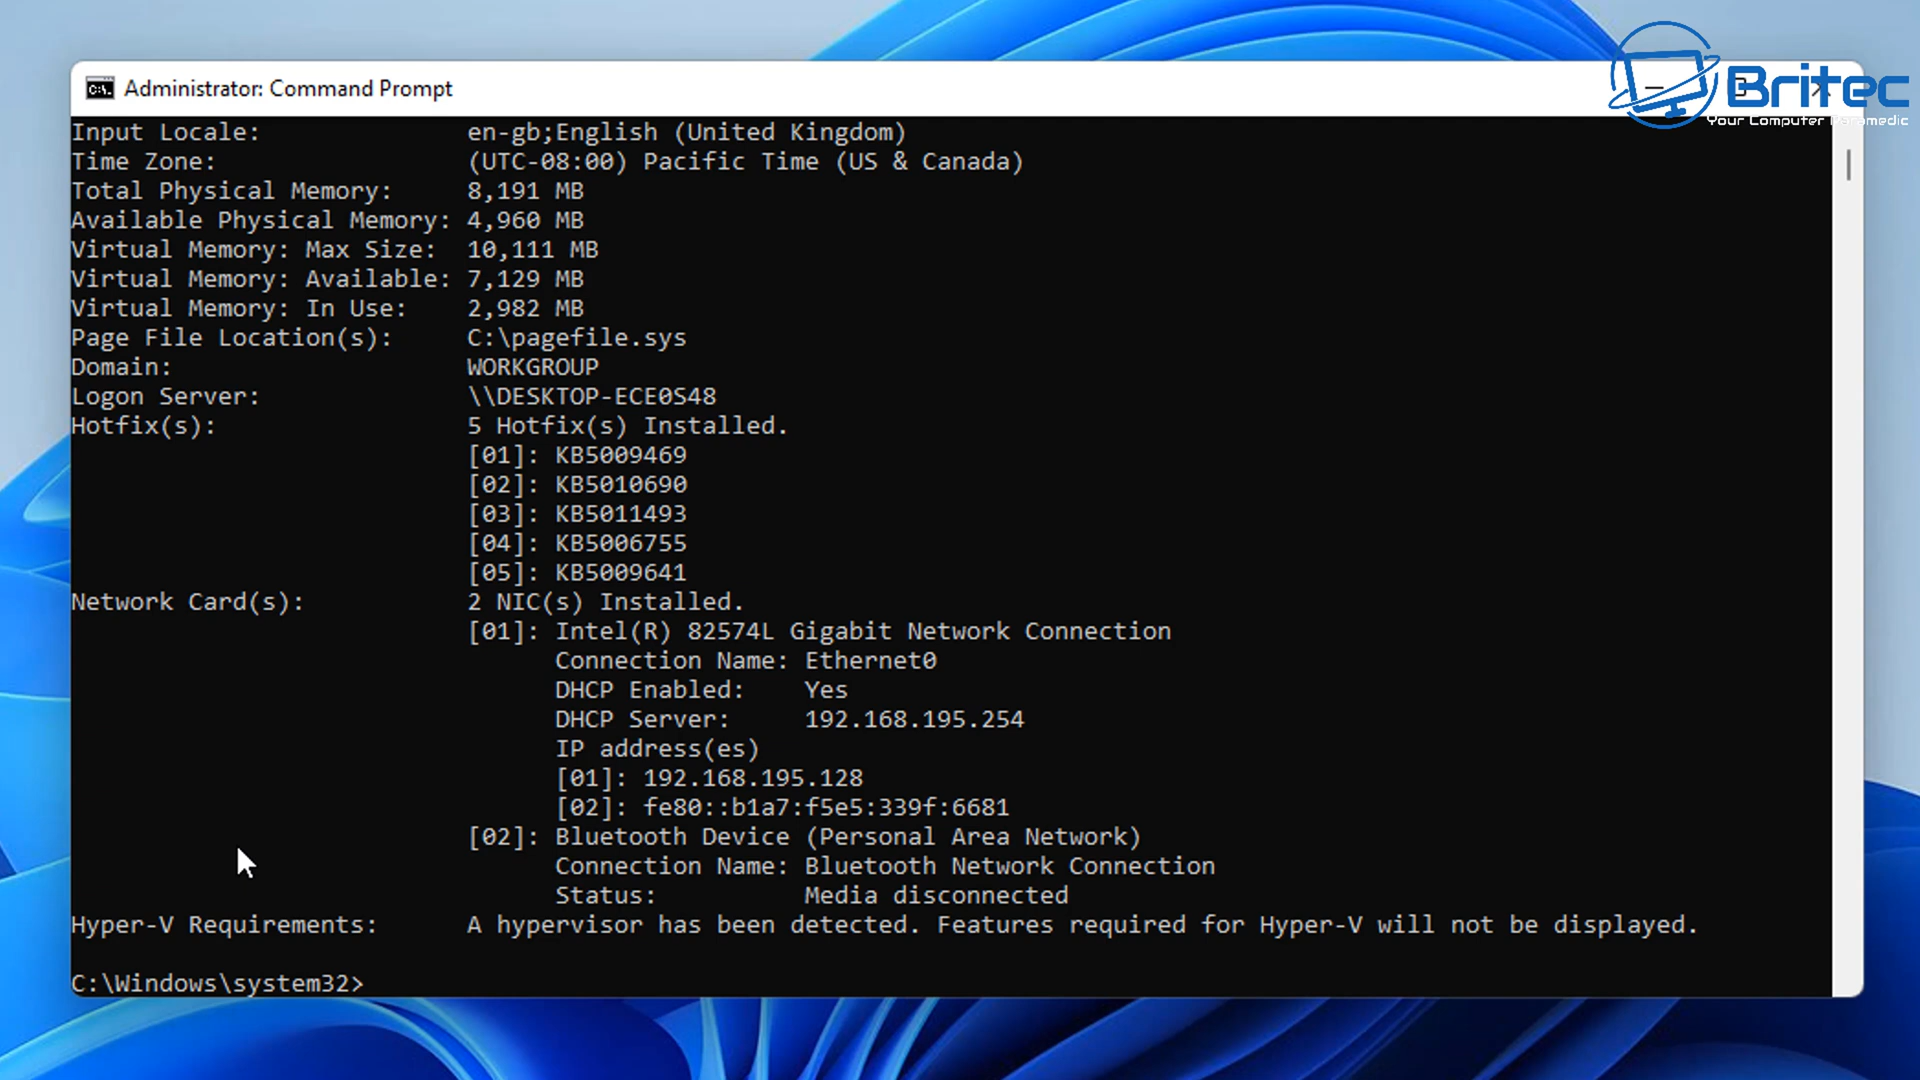 Administrator: Command Prompt
Britec
Your Computer Paramedic
Input Locale: en-gb;English (United Kingdom)
Time Zone: (UTC-08:00) Pacific Time (US & Canada)
Total Physical Memory: 8,191 MB
Available Physical Memory: 4,960 MB
Virtual Memory: Max Size: 10,111 MB
Virtual Memory: Available: 7,129 MB
Virtual Memory: In Use: 2,982 MB
Page File Location(s): C:\pagefile.sys
Domain: WORKGROUP
Logon Server: \\DESKTOP-ECE0S48
Hotfix(s): 5 Hotfix(s) Installed.
[01]: KB5009469
[02]: KB5010690
[03]: KB5011493
[04]: KB5006755
[05]: KB5009641
Network Card(s): 2 NIC(s) Installed.
[01]: Intel(R) 82574L Gigabit Network Connection
Connection Name: Ethernet0
DHCP Enabled: Yes
DHCP Server: 192.168.195.254
IP address(es)
[01]: 192.168.195.128
[02]: fe80::b1a7:f5e5:339f:6681
[02]: Bluetooth Device (Personal Area Network)
Connection Name: Bluetooth Network Connection
Status: Media disconnected
Hyper-V Requirements: A hypervisor has been detected. Features required for Hyper-V will not be displayed.
C:\Windows\system32>